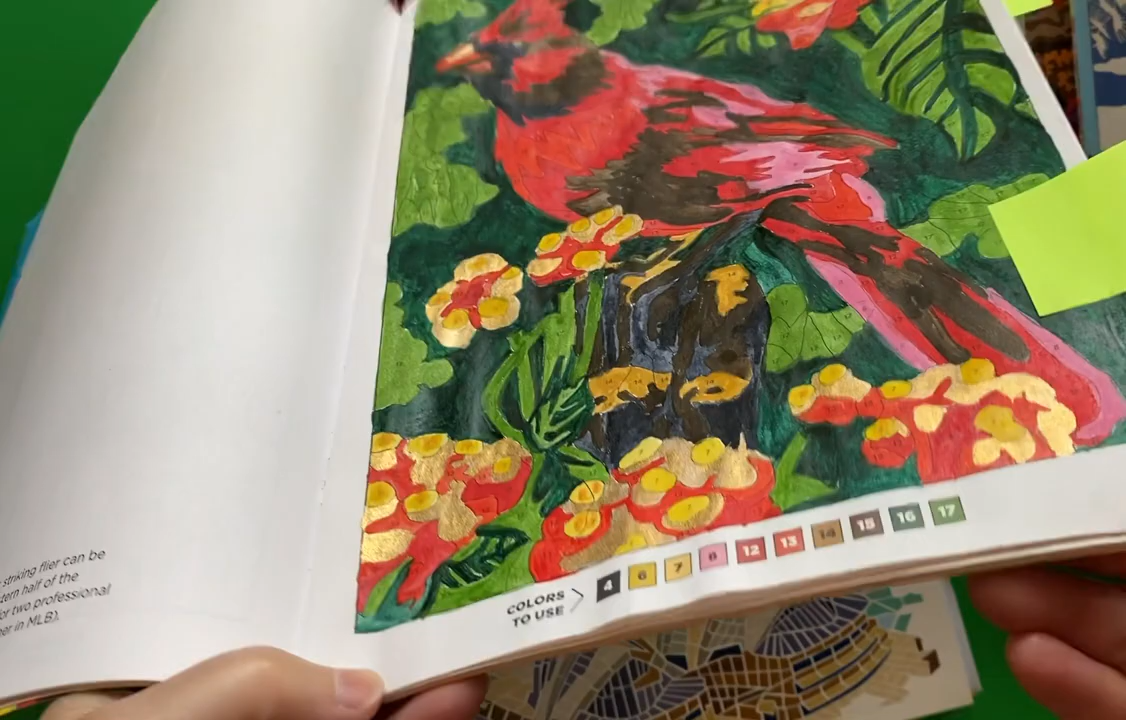 striking flier can be
tern half of the
or two professional
er in MLB).
COLORS
TO USE
4 6 7 8 12 13 14 15 16 17